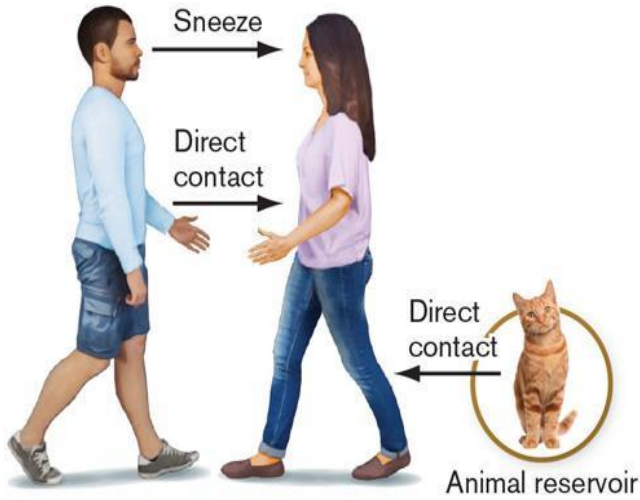 Sneeze
Direct
contact
Direct
contact
Animal reservoir